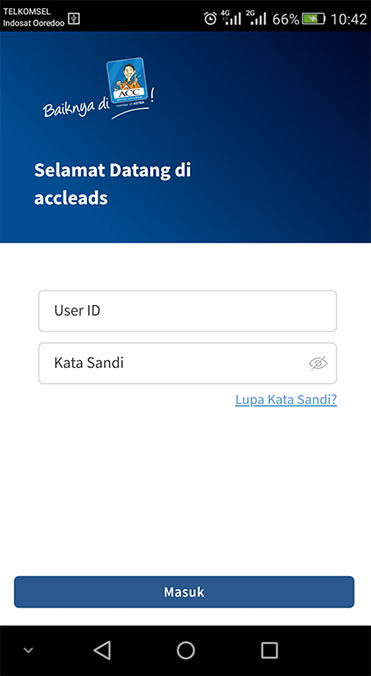 TELKOMSEL
Indosat Ooredoo
4G
2G
66%
10:42
Baiknya di
ACC
!
Selamat Datang di
accleads
User ID
Kata Sandi
Lupa Kata Sandi?
Masuk